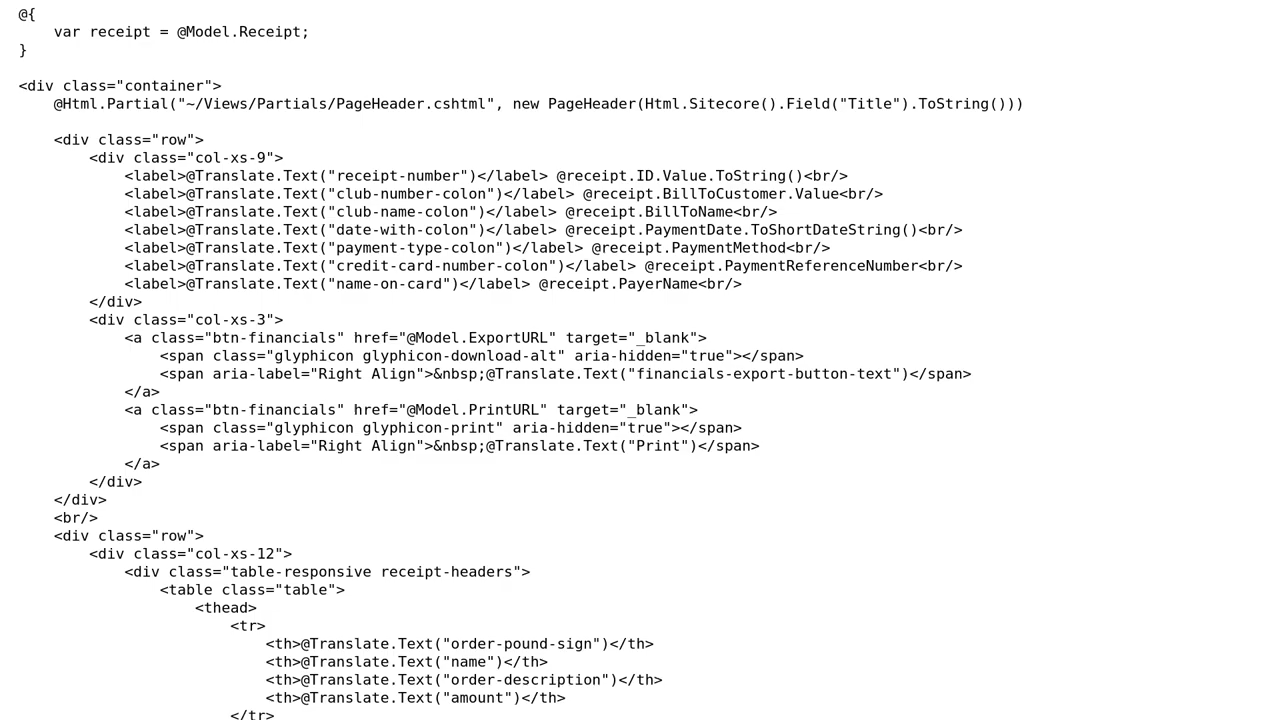 @{
    var receipt = @Model.Receipt;
}

<div class="container">
    @Html.Partial("~/Views/Partials/PageHeader.cshtml", new PageHeader(Html.Sitecore().Field("Title").ToString()))

    <div class="row">
        <div class="col-xs-9">
            <label>@Translate.Text("receipt-number")</label> @receipt.ID.Value.ToString()<br/>
            <label>@Translate.Text("club-number-colon")</label> @receipt.BillToCustomer.Value<br/>
            <label>@Translate.Text("club-name-colon")</label> @receipt.BillToName<br/>
            <label>@Translate.Text("date-with-colon")</label> @receipt.PaymentDate.ToShortDateString()<br/>
            <label>@Translate.Text("payment-type-colon")</label> @receipt.PaymentMethod<br/>
            <label>@Translate.Text("credit-card-number-colon")</label> @receipt.PaymentReferenceNumber<br/>
            <label>@Translate.Text("name-on-card")</label> @receipt.PayerName<br/>
        </div>
        <div class="col-xs-3">
            <a class="btn-financials" href="@Model.ExportURL" target="_blank">
                <span class="glyphicon glyphicon-download-alt" aria-hidden="true"></span>
                <span aria-label="Right Align">&nbsp;@Translate.Text("financials-export-button-text")</span>
            </a>
            <a class="btn-financials" href="@Model.PrintURL" target="_blank">
                <span class="glyphicon glyphicon-print" aria-hidden="true"></span>
                <span aria-label="Right Align">&nbsp;@Translate.Text("Print")</span>
            </a>
        </div>
    </div>
    <br/>
    <div class="row">
        <div class="col-xs-12">
            <div class="table-responsive receipt-headers">
                <table class="table">
                    <thead>
                        <tr>
                            <th>@Translate.Text("order-pound-sign")</th>
                            <th>@Translate.Text("name")</th>
                            <th>@Translate.Text("order-description")</th>
                            <th>@Translate.Text("amount")</th>
                        </tr>